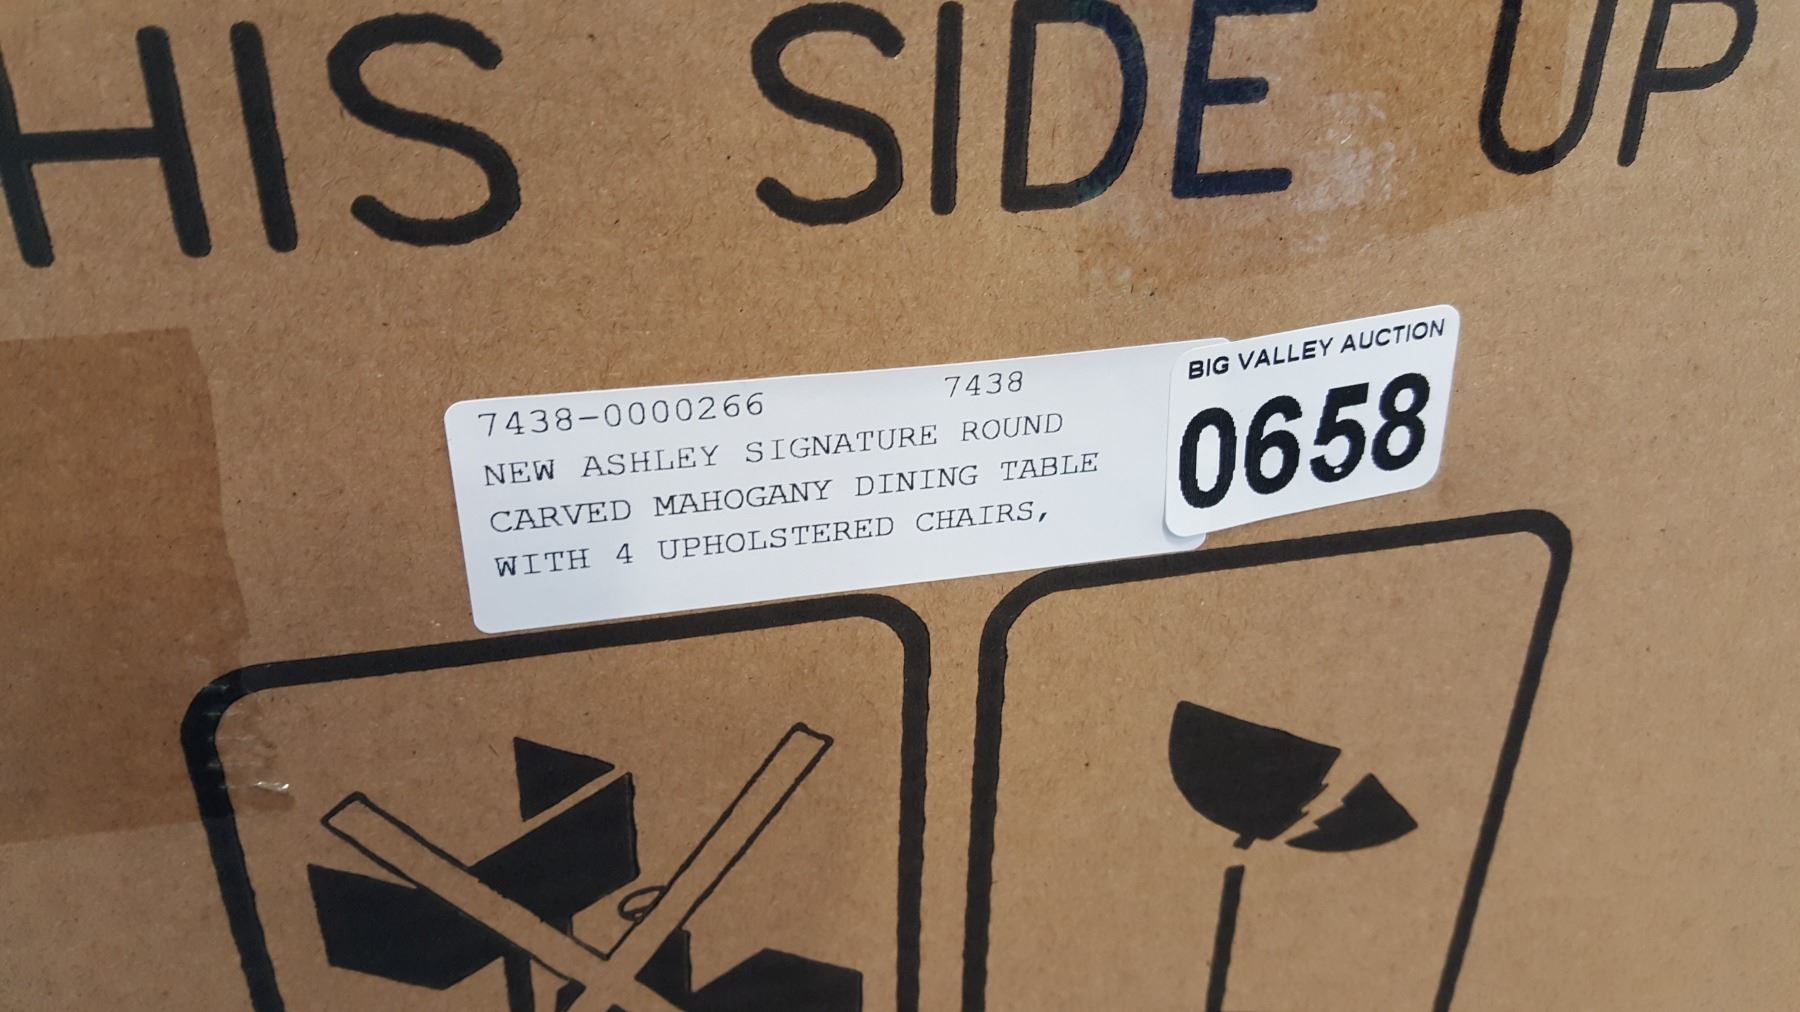 HIS SIDE UP
7438-0000266 7438
NEW ASHLEY SIGNATURE ROUND
CARVED MAHOGANY DINING TABLE
WITH 4 UPHOLSTERED CHAIRS,
BIG VALLEY AUCTION
0658